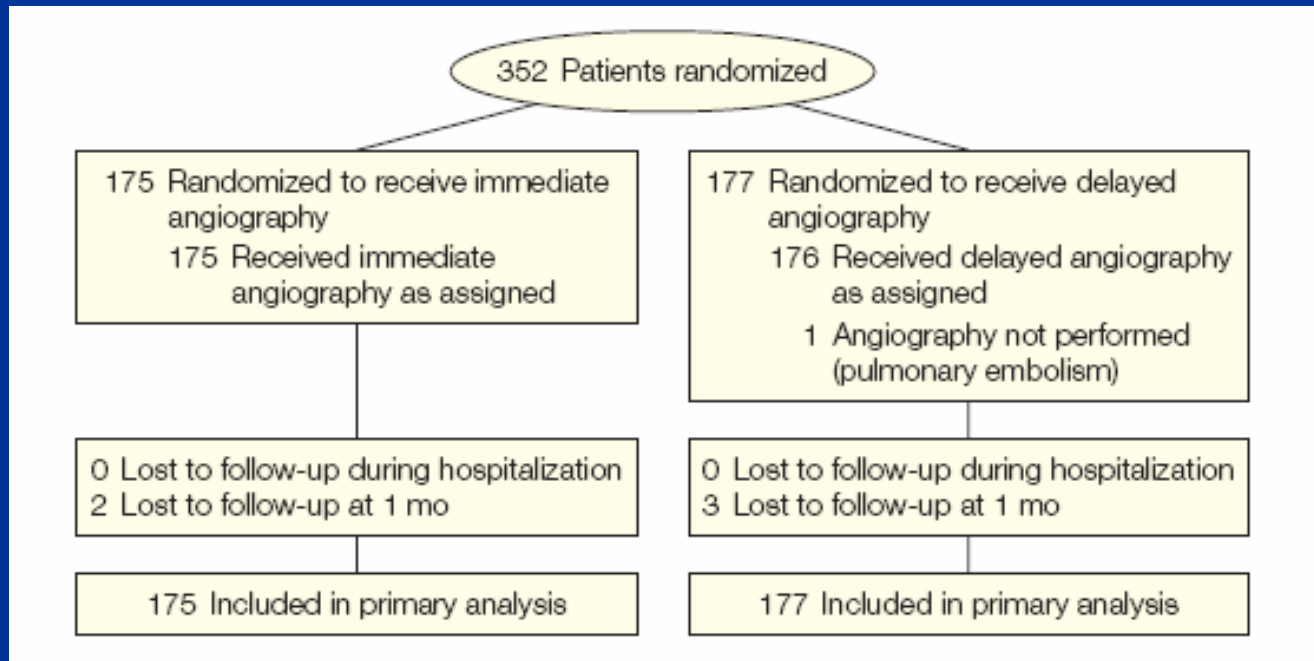 352 Patients randomized
175 Randomized to receive immediate
angiography
175 Received immediate
angiography as assigned
177 Randomized to receive delayed
angiography
176 Received delayed angiography
as assigned
1 Angiography not performed
(pulmonary embolism)
0 Lost to follow-up during hospitalization
2 Lost to follow-up at 1 mo
0 Lost to follow-up during hospitalization
3 Lost to follow-up at 1 mo
175 Included in primary analysis
177 Included in primary analysis